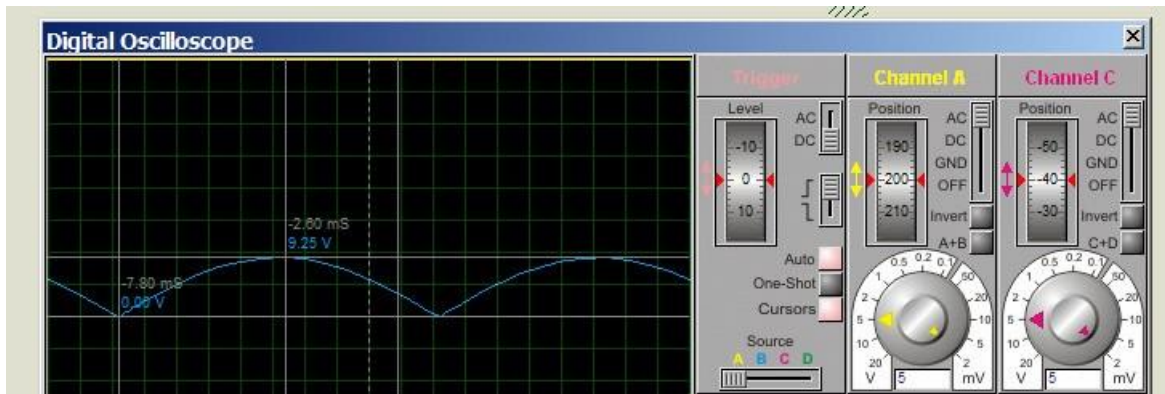 Digital Oscilloscope
-2.60 mS
9.25 V
-7.80 mS
0.00 V
Trigger
Level
AC
DC
-10
0
10
Auto
One-Shot
Cursors
Source
A B C D
Channel A
Position
AC
DC
GND
OFF
190
200
210
Invert
A+B
0.5 0.2 0.1
1 50
2 20
5 10
10 5
20 2
V 5 mV
Channel C
Position
AC
DC
GND
OFF
-50
-40
-30
Invert
C+D
0.5 0.2 0.1
1 50
2 20
5 10
10 5
20 2
V 5 mV